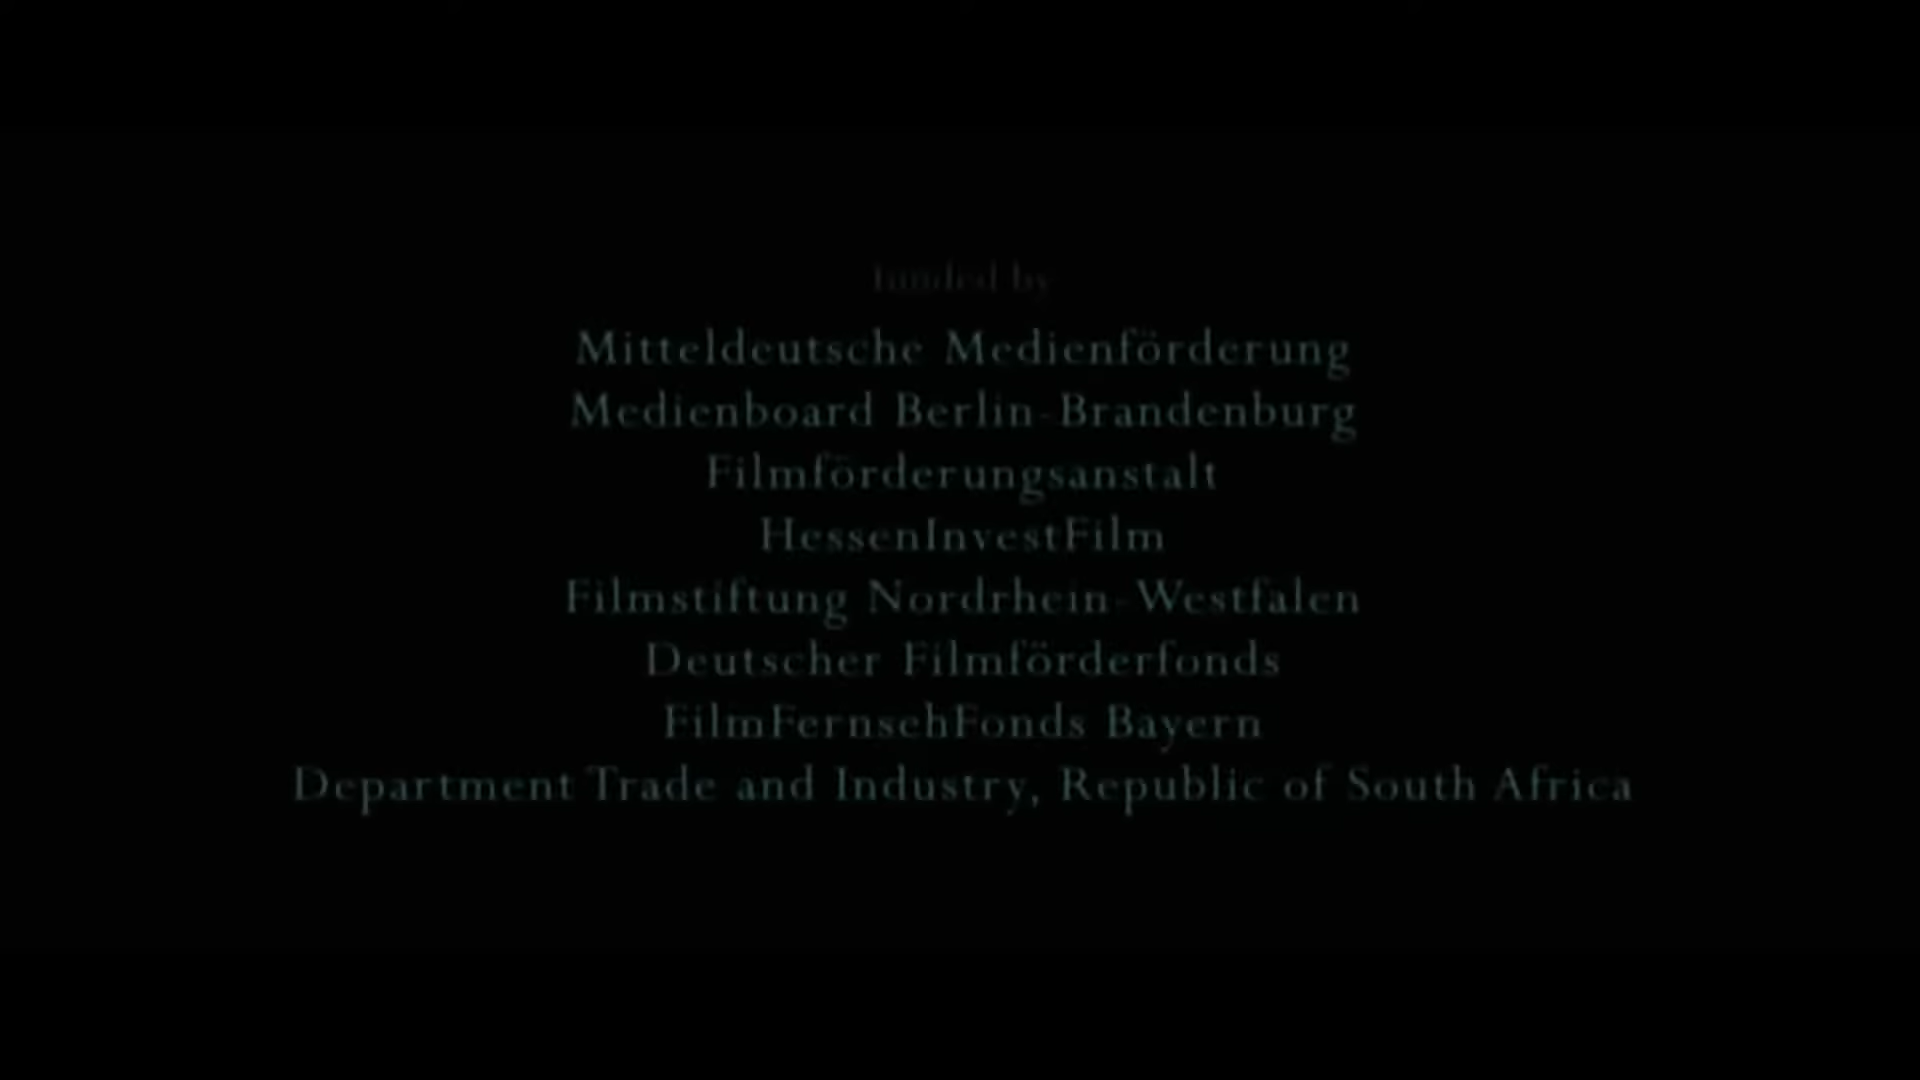 funded by
Mitteldeutsche Medienförderung
Medienboard Berlin-Brandenburg
Filmförderungsanstalt
HessenInvestFilm
Filmstiftung Nordrhein-Westfalen
Deutscher Filmförderfonds
FilmFernsehFonds Bayern
Department Trade and Industry, Republic of South Africa